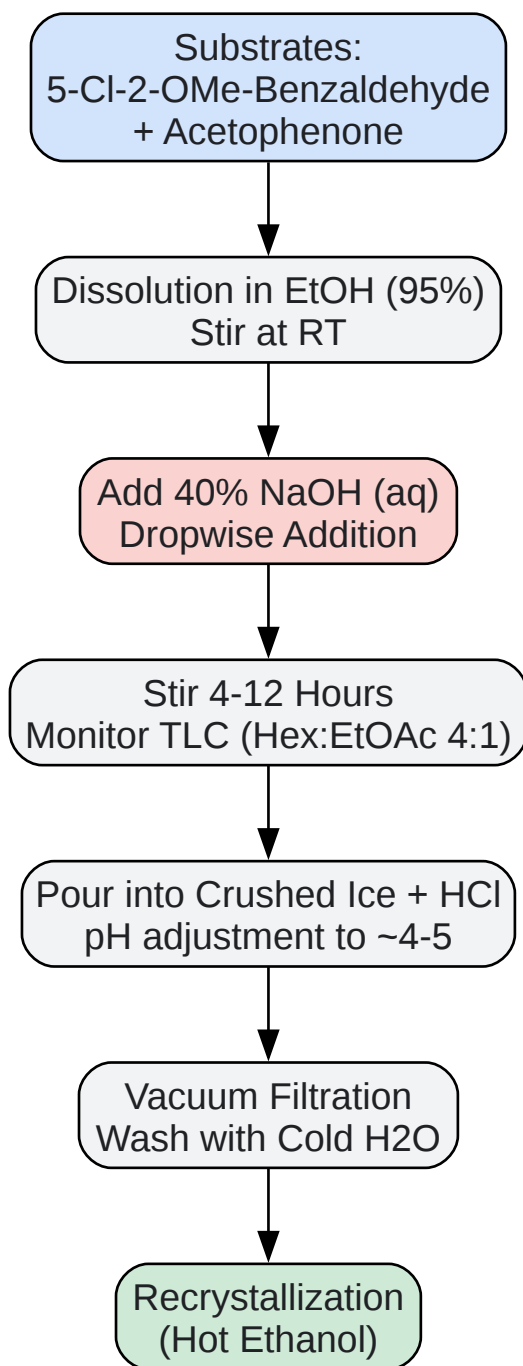 Substrates:
5-Cl-2-OMe-Benzaldehyde
+ Acetophenone
Dissolution in EtOH (95%)
Stir at RT
Add 40% NaOH (aq)
Dropwise Addition
Stir 4-12 Hours
Monitor TLC (Hex:EtOAc 4:1)
Pour into Crushed Ice + HCl
pH adjustment to ~4-5
Vacuum Filtration
Wash with Cold H2O
Recrystallization
(Hot Ethanol)